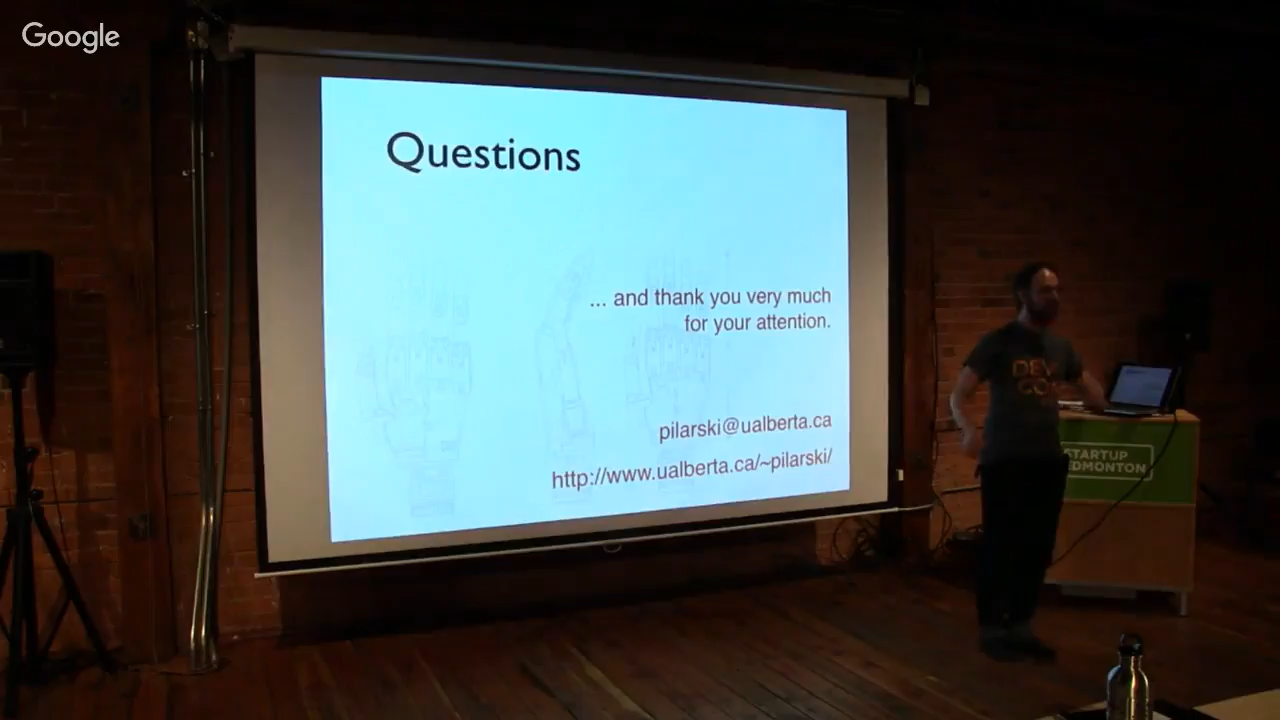 Google
Questions
... and thank you very much
for your attention.
pilarski@ualberta.ca
http://www.ualberta.ca/~pilarski/
DEV
STARTUP
EDMONTON